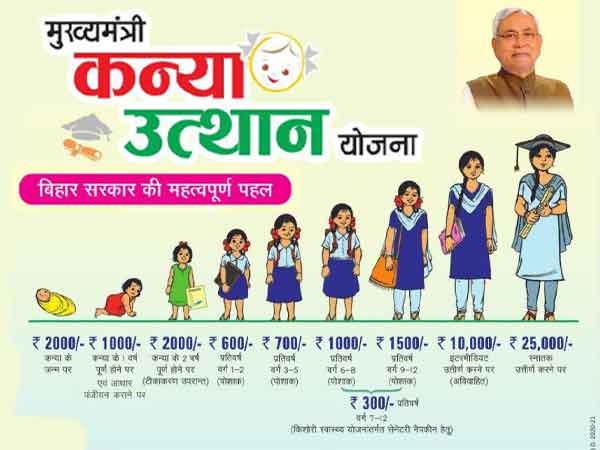 मुख्यमंत्री
कन्या
उत्थान योजना
बिहार सरकार की महत्वपूर्ण पहल
₹ 2000/-
कन्या के
जन्म पर
₹ 1000/-
कन्या के 1 वर्ष
पूर्ण होने पर
एवं आधार
पंजीयन कराने पर
₹ 2000/-
कन्या के 2 वर्ष
पूर्ण होने पर
(टीकाकरण उपरान्त)
₹ 600/-
प्रतिवर्ष
वर्ग 1-2
(पोशाक)
₹ 700/-
प्रतिवर्ष
वर्ग 3-5
(पोशाक)
₹ 1000/-
प्रतिवर्ष
वर्ग 6-8
(पोशाक)
₹ 1500/-
प्रतिवर्ष
वर्ग 9-12
(पोशाक)
₹ 10,000/-
इंटरमीडिएट
उत्तीर्ण करने पर
(अविवाहित)
₹ 25,000/-
स्नातक
उत्तीर्ण करने पर
₹ 300/- प्रतिवर्ष
वर्ग 7-12
(किशोरी स्वास्थ्य योजनान्तर्गत सेनेटरी नैपकीन हेतु)
2020-21